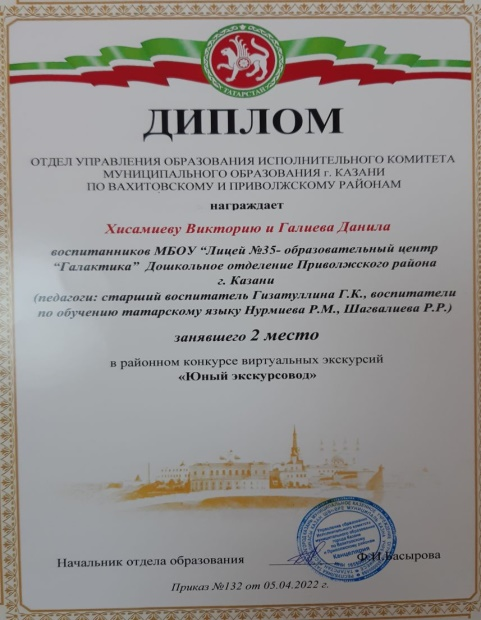 ТАТАРСТАН
ДИПЛОМ
ОТДЕЛ УПРАВЛЕНИЯ ОБРАЗОВАНИЯ ИСПОЛНИТЕЛЬНОГО КОМИТЕТА
МУНИЦИПАЛЬНОГО ОБРАЗОВАНИЯ г. КАЗАНИ
ПО ВАХИТОВСКОМУ И ПРИВОЛЖСКОМУ РАЙОНАМ
награждает
Хисамиеву Викторию и Галиева Данила
воспитанников МБОУ “Лицей №35- образовательный центр
“Галактика” Дошкольное отделение Приволжского района
г. Казани
(педагоги: старший воспитатель Гизатуллина Г.К., воспитатели
по обучению татарскому языку Нурмиева Р.М., Шагвалиева Р.Р.)
занявшего 2 место
в районном конкурсе виртуальных экскурсий
«Юный экскурсовод»
Начальник отдела образования Ф.И.Басырова
Канцелярия
Приказ №132 от 05.04.2022 г.